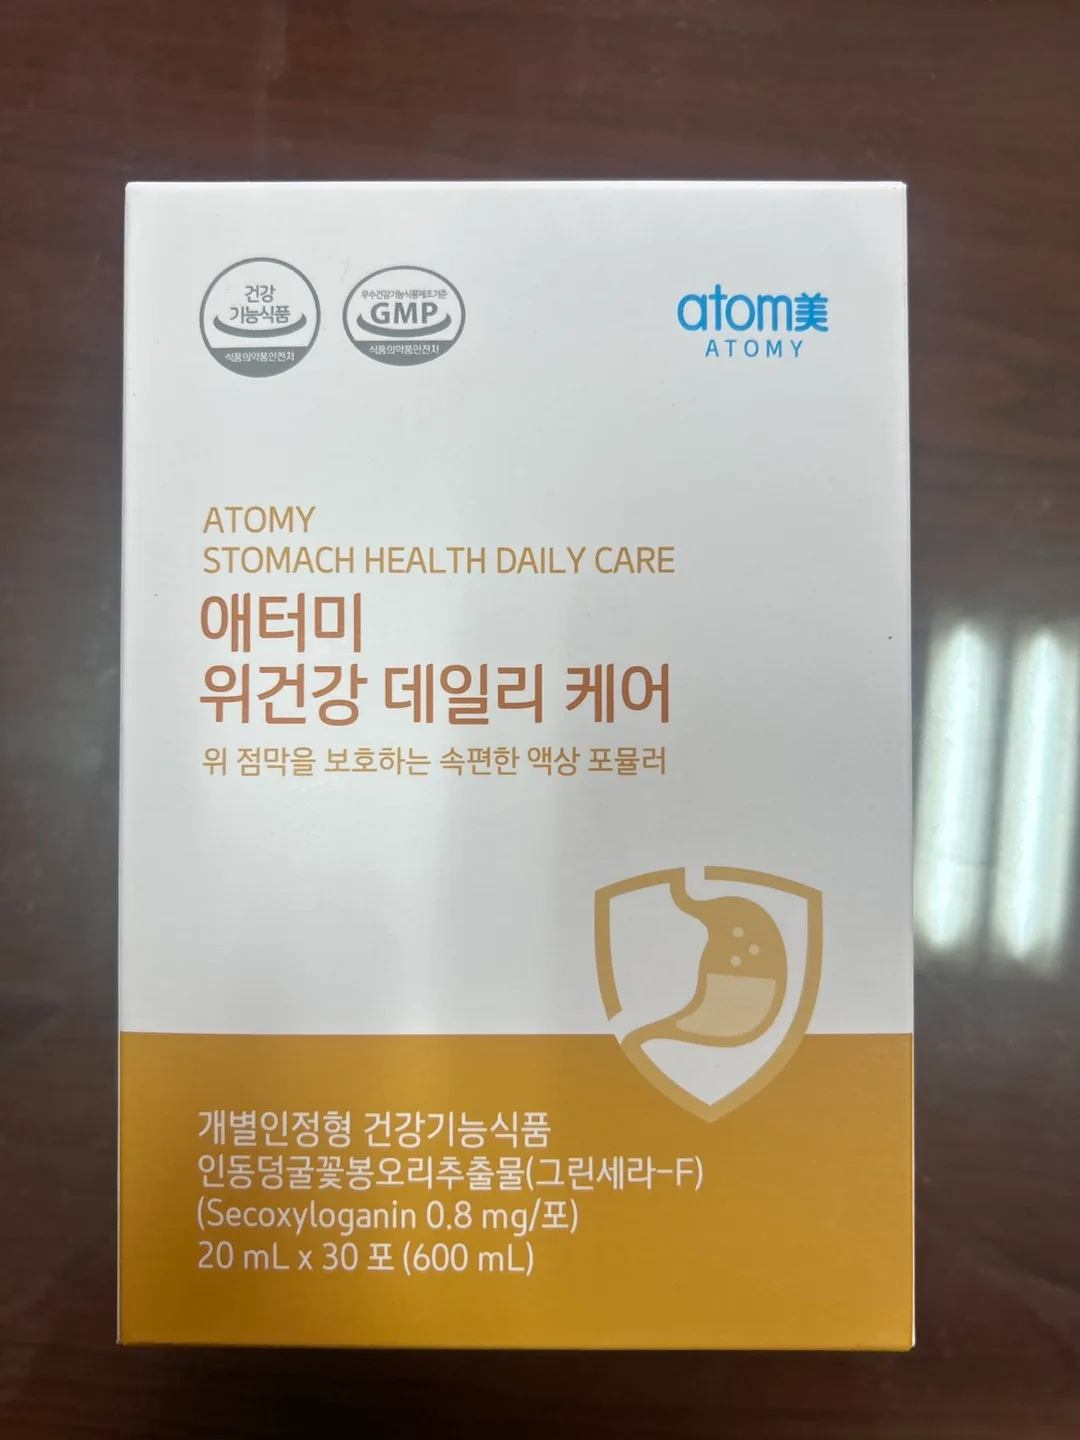 건강
기능식품
식품의약품안전처
우수건강기능식품제조기준
GMP
식품의약품안전처
atom美
ATOMY
ATOMY
STOMACH HEALTH DAILY CARE
애터미
위건강 데일리 케어
위 점막을 보호하는 속편한 액상 포뮬러
개별인정형 건강기능식품
인동덩굴꽃봉오리추출물(그린세라-F)
(Secoxyloganin 0.8 mg/포)
20 mL x 30 포 (600 mL)